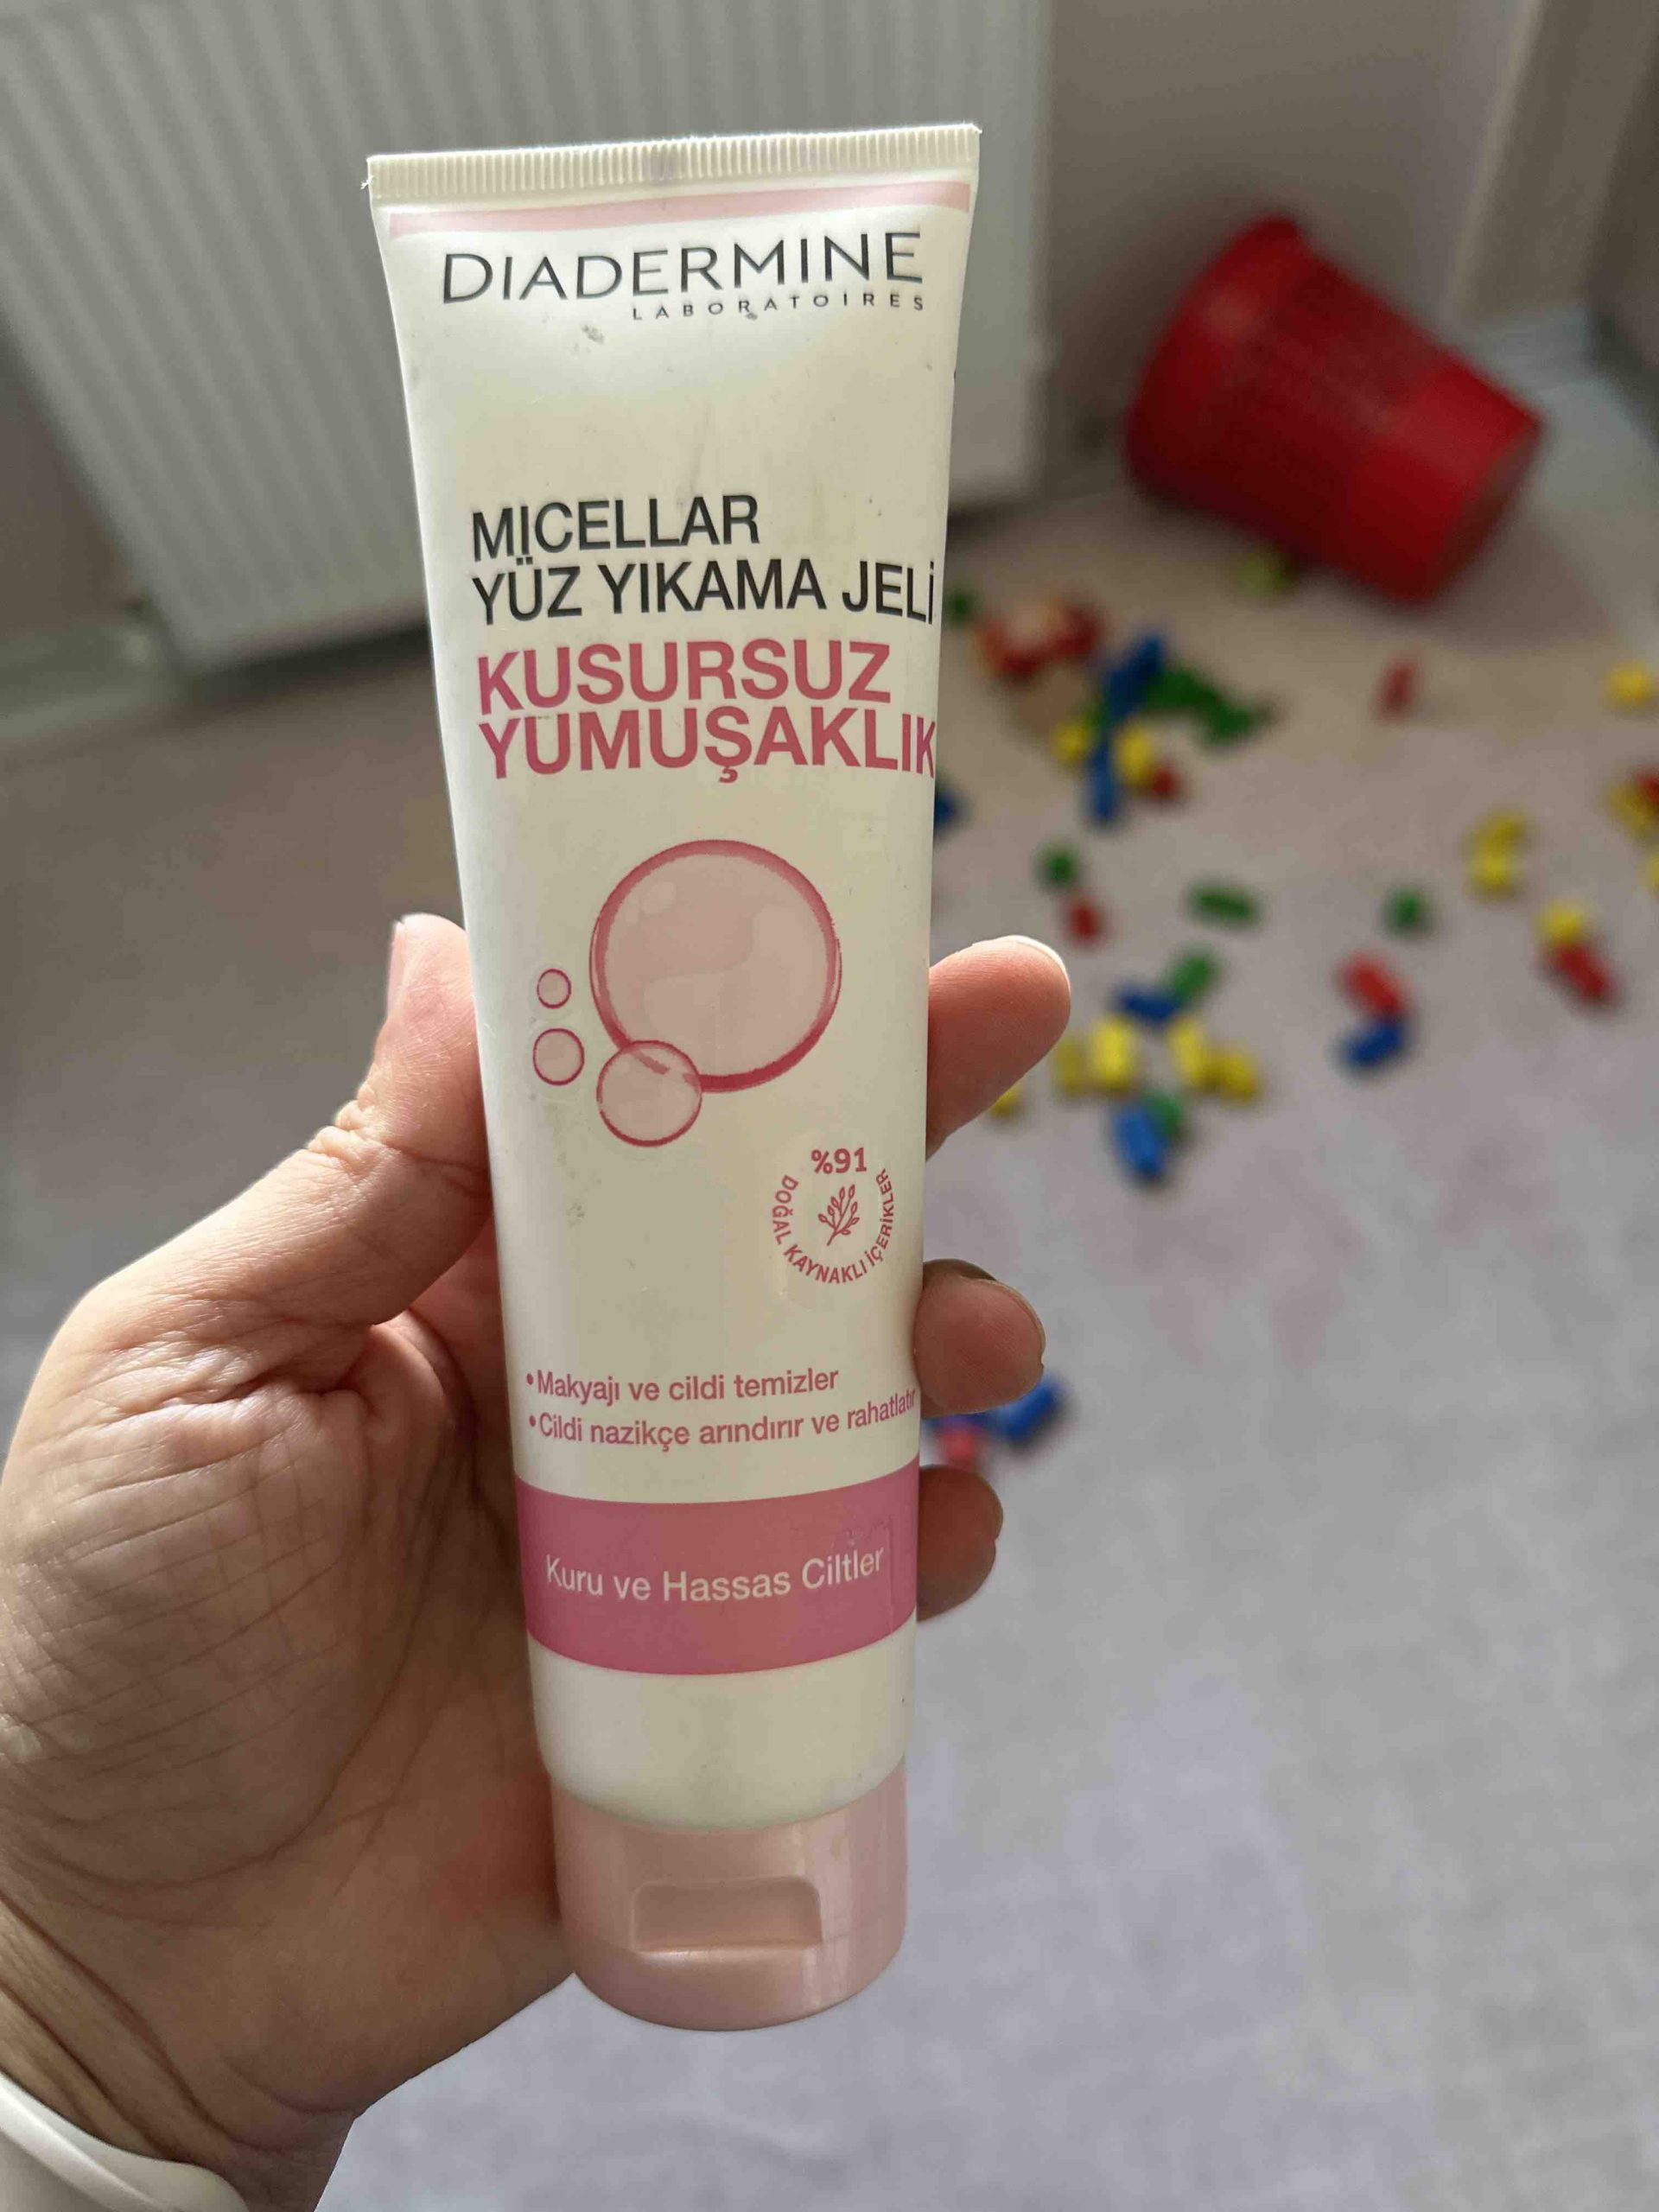 DIADERMINE
LABORATOIRES
MICELLAR
YÜZ YIKAMA JELİ
KUSURSUZ
YUMUŞAKLIK
%91
DOĞAL KAYNAKLI İÇERİKLER
•Makyajı ve cildi temizler
•Cildi nazikçe arındırır ve rahatlatır
Kuru ve Hassas Ciltler